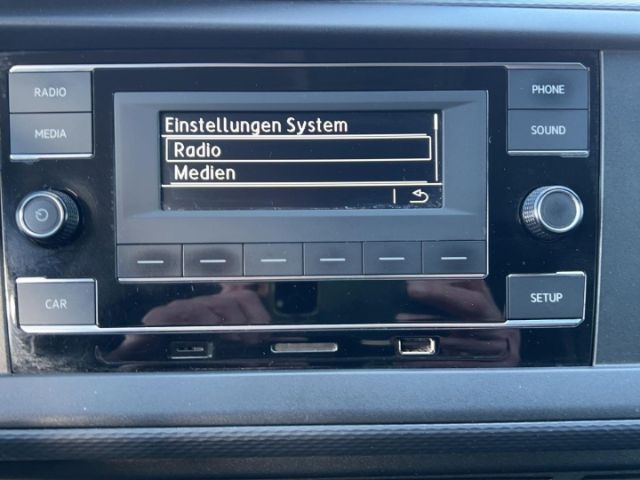 RADIO
MEDIA
CAR
Einstellungen System
Radio
Medien
PHONE
SOUND
SETUP